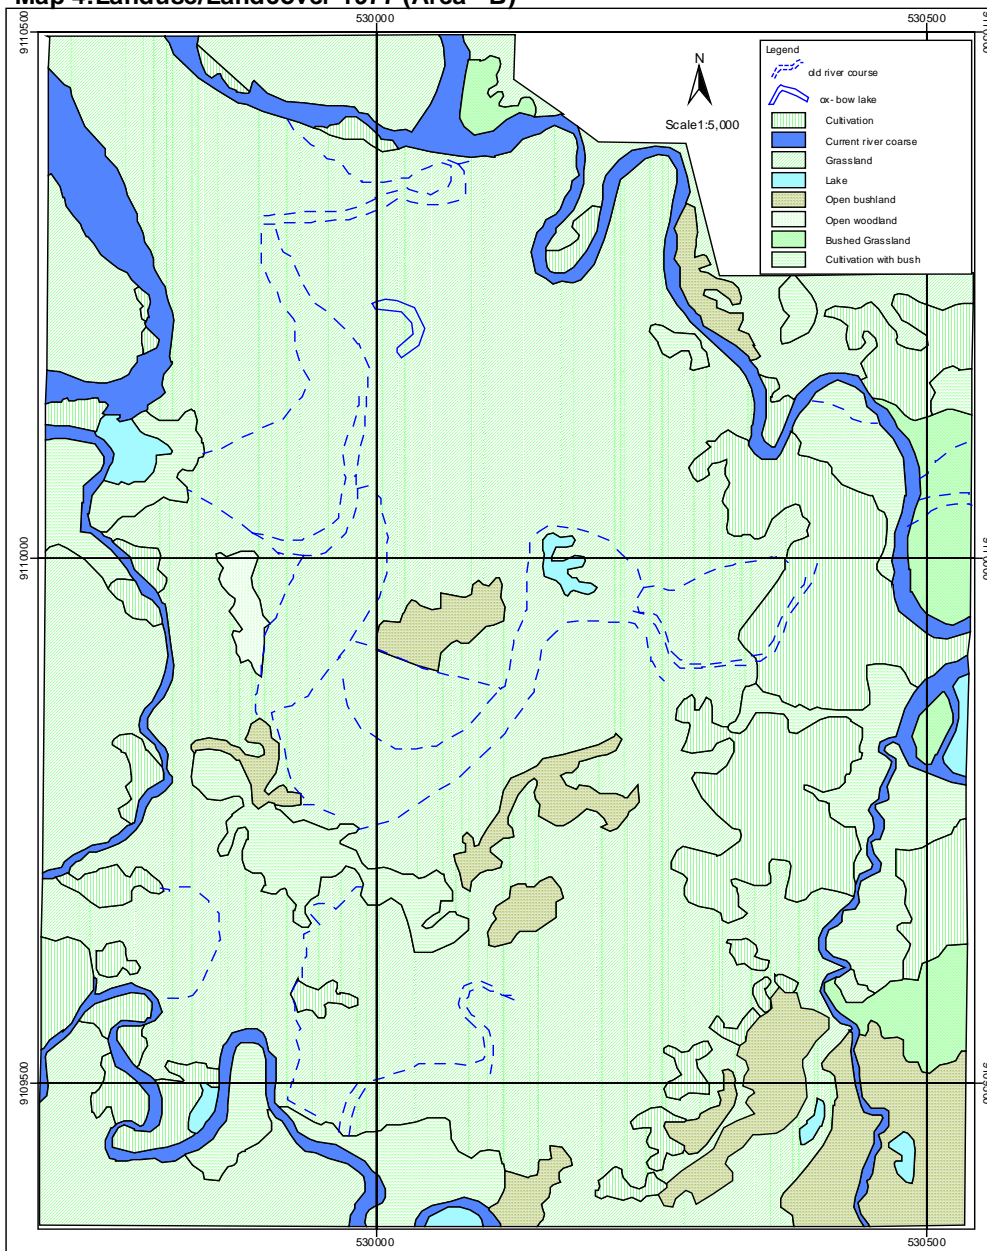 Map 4:Landuse/Landcover 1977 (Area - B)
530000
530500
9110500
Legend
old river course
ox-bow lake
Cultivation
Current river coarse
Grassland
Lake
Open bushland
Open woodland
Bushed Grassland
Cultivation with bush
N
Scale1:5,000
9110000
9109500
530000
530500